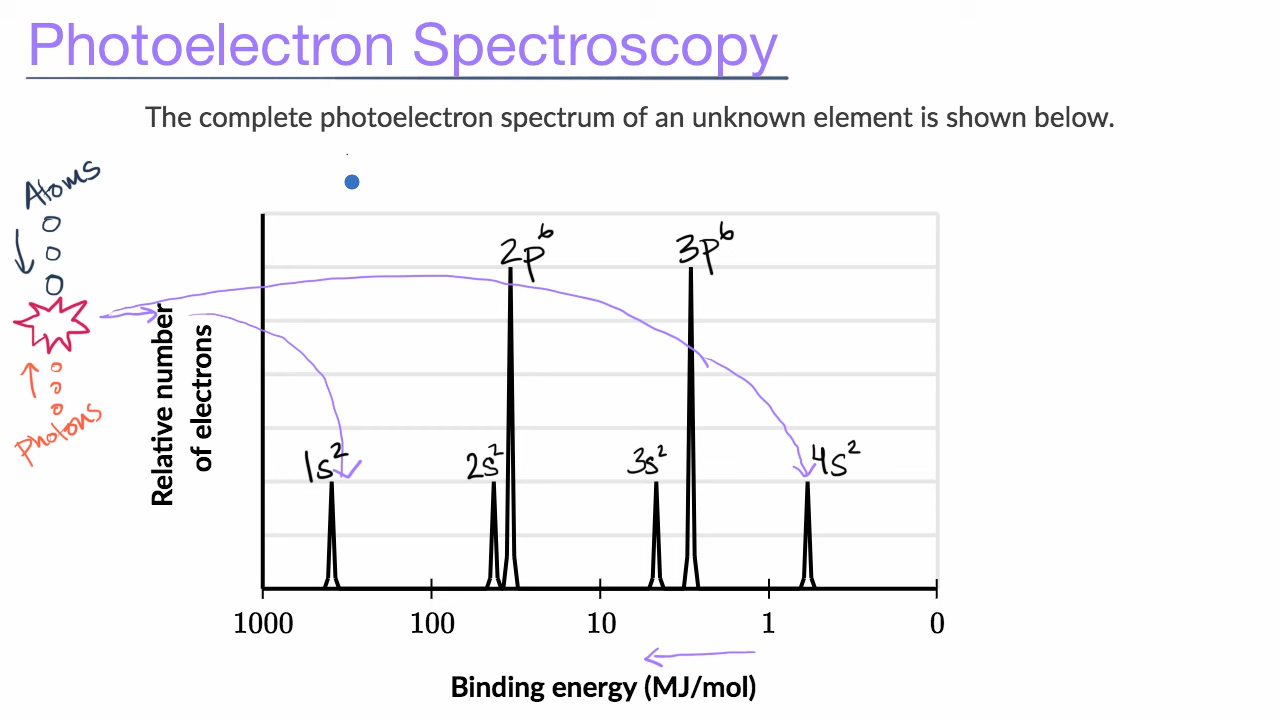 Photoelectron Spectroscopy
The complete photoelectron spectrum of an unknown element is shown below.
Atoms
Photons
Relative number
of electrons
1s²
2s²
2p⁶
3s²
3p⁶
4s²
1000 100 10 1 0
Binding energy (MJ/mol)